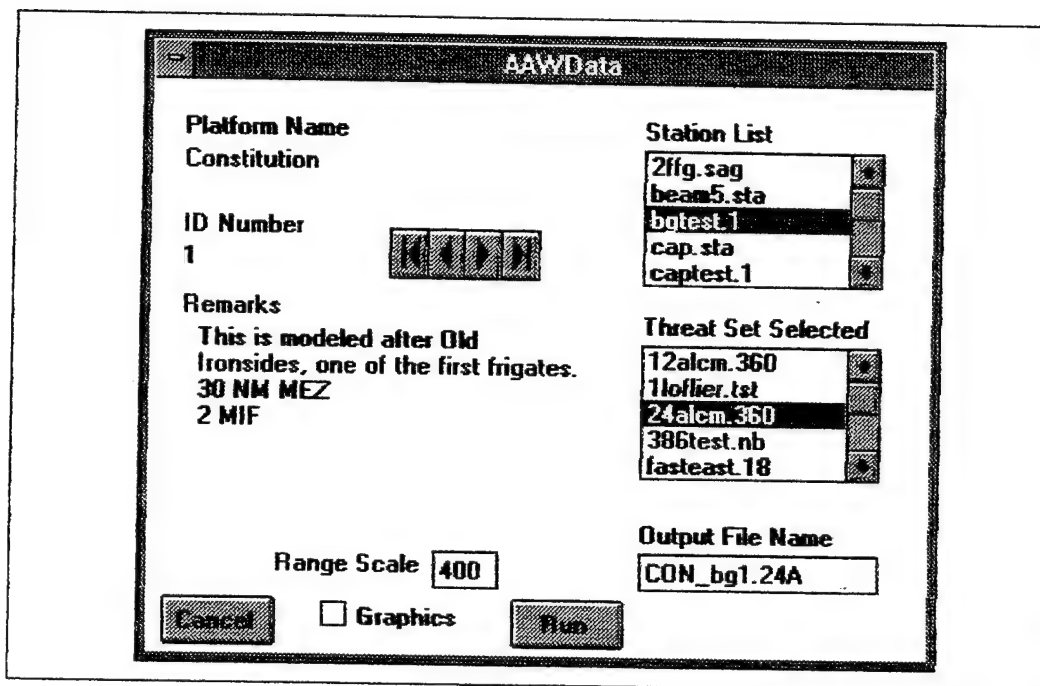 AAWData
Platform Name
Constitution
ID Number
1
Remarks
This is modeled after Old
Ironsides, one of the first frigates.
30 NM MEZ
2 MIF
Station List
2ffg.sag
beam5.sta
bgtest.1
cap.sta
captest.1
Threat Set Selected
12alcm.360
1loflier.tst
24alcm.360
386test.nb
fasteast.18
Output File Name
CON_bg1.24A
Range Scale 400
Cancel
Graphics
Run